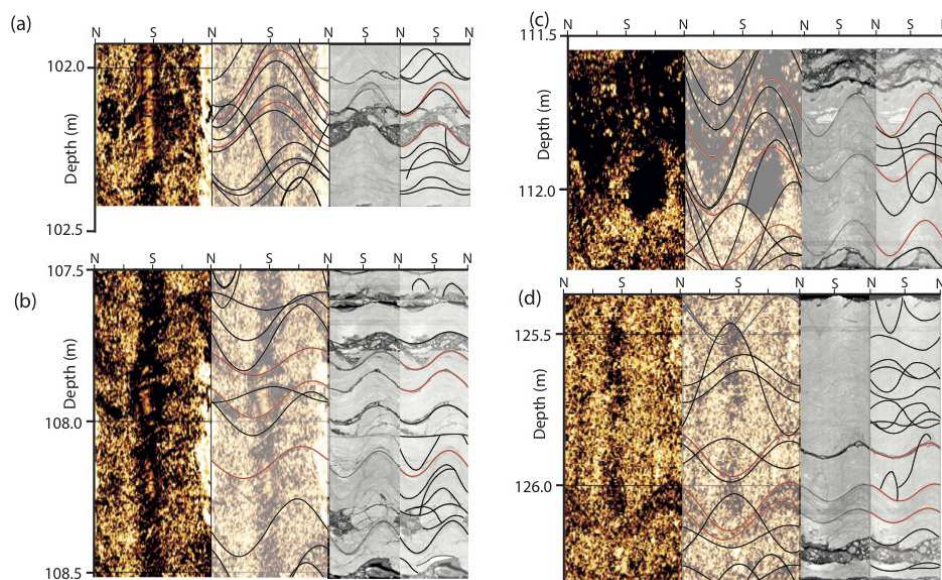 (a)
N S N S N S N S N
102.0
Depth (m)
102.5
N S N S N S N S N
107.5
(b)
Depth (m)
108.0
108.5
(c)
N S N S N S N S N
111.5
Depth (m)
112.0
N S N S N S N S N
(d)
125.5
Depth (m)
126.0